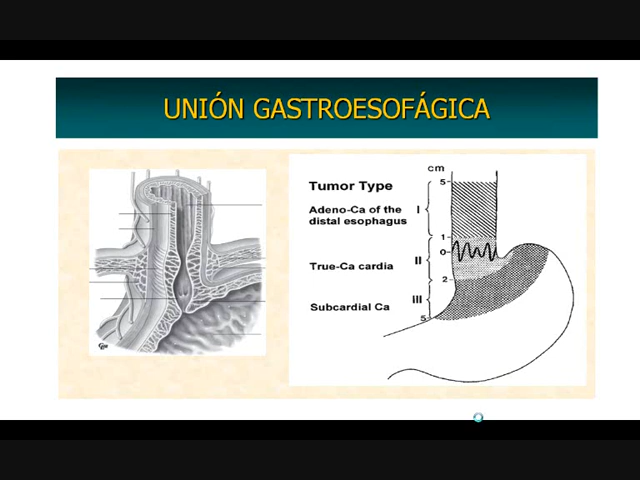 UNIÓN GASTROESOFÁGICA
cm
5
Tumor Type
Adeno-Ca of the
distal esophagus
I
1
0
II
True-Ca cardia
2
III
Subcardial Ca
5